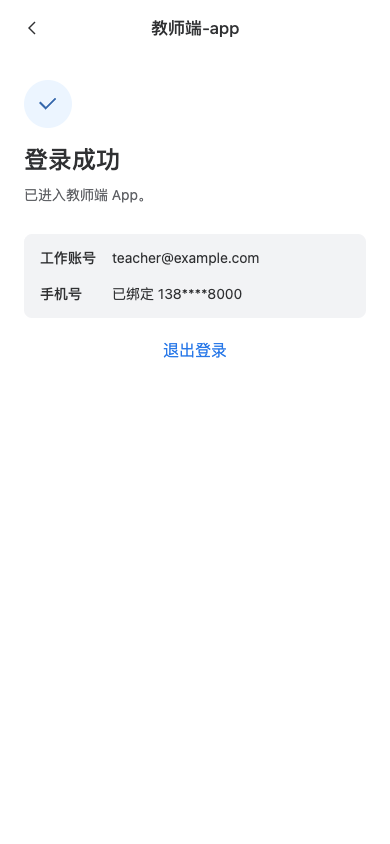 教师端-app
登录成功
已进入教师端 App。
工作账号 teacher@example.com
手机号 已绑定 138****8000
退出登录